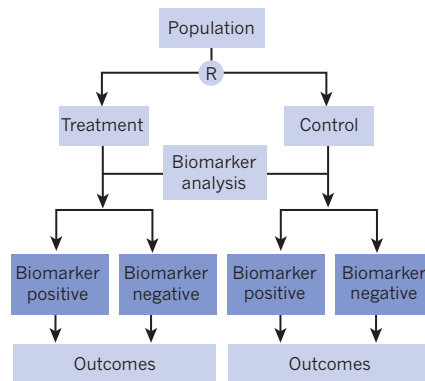 Population
R
Treatment
Control
Biomarker
analysis
Biomarker
positive
Biomarker
negative
Biomarker
positive
Biomarker
negative
Outcomes
Outcomes